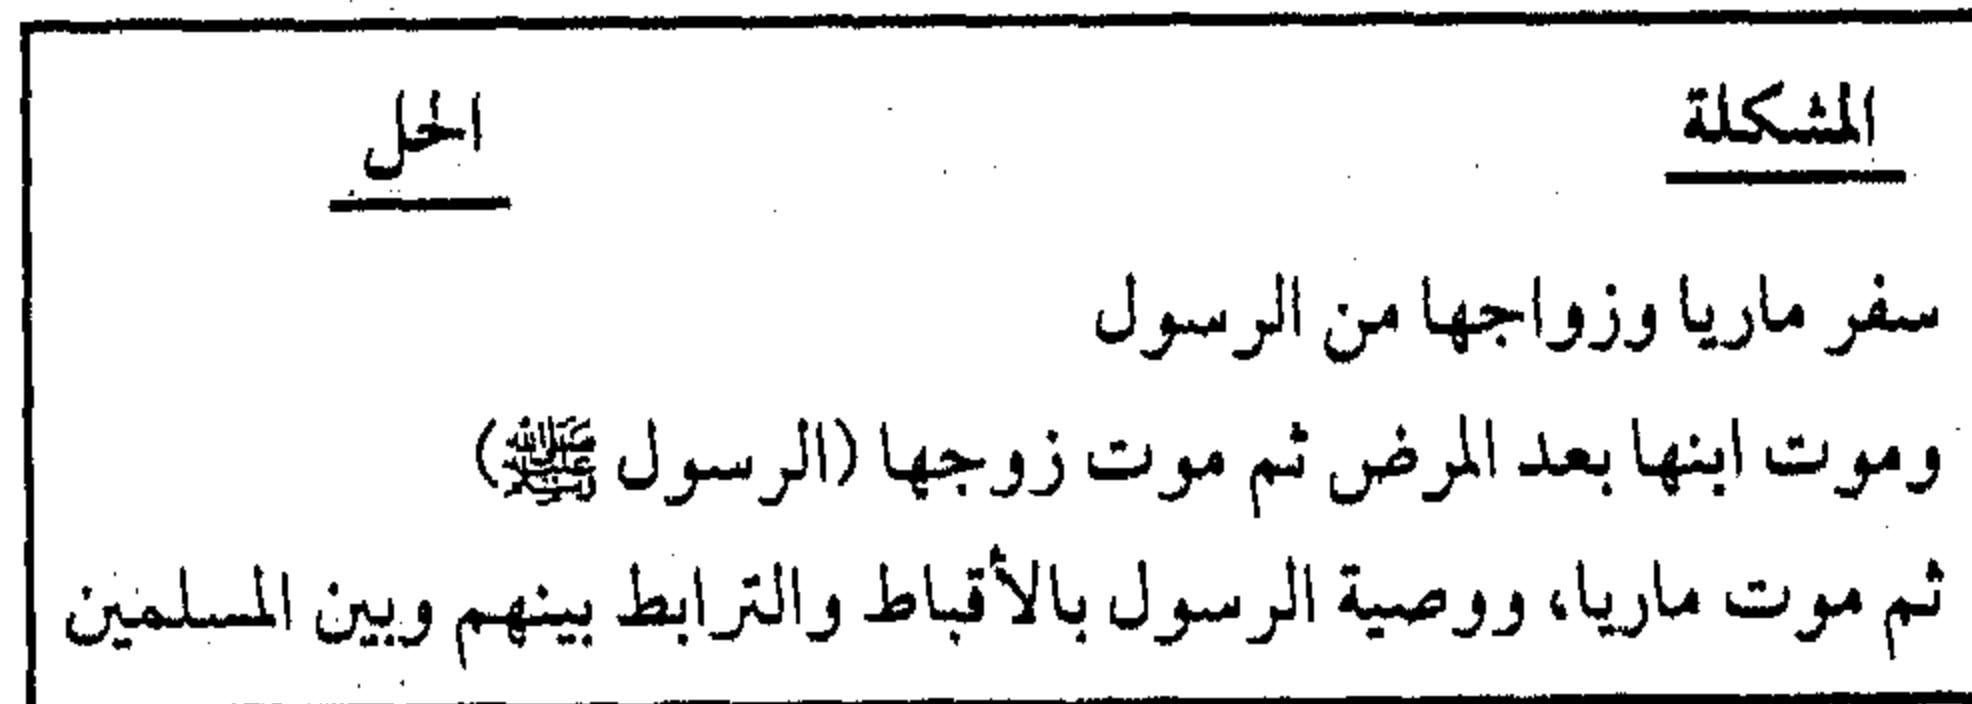 المشكلة
الحل
سفر ماريا وزواجها من الرسول
وموت ابنها بعد المرض ثم موت زوجها (الرسول ﷺ)
ثم موت ماريا، ووصية الرسول بالأقباط والترابط بينهم وبين المسلمين